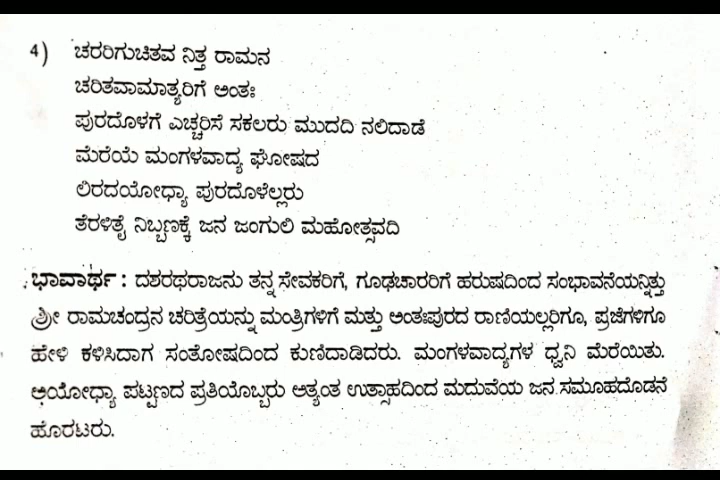 4) ಚರರಿಗುಚಿತವ ನಿತ್ತ ರಾಮನ
ಚರಿತವಾಮಾತ್ಯರಿಗೆ ಅಂತಃ
ಪುರದೊಳಗೆ ಎಚ್ಚರಿಸೆ ಸಕಲರು ಮುದದಿ ನಲಿದಾಡೆ
ಮೆರೆಯೆ ಮಂಗಳವಾದ್ಯ ಘೋಷದ
ಲಿರದಯೋಧ್ಯಾ ಪುರದೊಳೆಲ್ಲರು
ತೆರಳಿತೈ ನಿಬ್ಬಣಕ್ಕೆ ಜನ ಜಂಗುಲಿ ಮಹೋತ್ಸವದಿ
ಭಾವಾರ್ಥ : ದಶರಥರಾಜನು ತನ್ನ ಸೇವಕರಿಗೆ, ಗೂಢಚಾರರಿಗೆ ಹರುಷದಿಂದ ಸಂಭಾವನೆಯನ್ನಿತ್ತು
ಶ್ರೀ ರಾಮಚಂದ್ರನ ಚರಿತ್ರೆಯನ್ನು ಮಂತ್ರಿಗಳಿಗೆ ಮತ್ತು ಅಂತಃಪುರದ ರಾಣಿಯಲ್ಲರಿಗೂ, ಪ್ರಜೆಗಳಿಗೂ
ಹೇಳಿ ಕಳಿಸಿದಾಗ ಸಂತೋಷದಿಂದ ಕುಣಿದಾಡಿದರು. ಮಂಗಳವಾದ್ಯಗಳ ಧ್ವನಿ ಮೆರೆಯಿತು.
ಅಯೋಧ್ಯಾ ಪಟ್ಟಣದ ಪ್ರತಿಯೊಬ್ಬರು ಅತ್ಯಂತ ಉತ್ಸಾಹದಿಂದ ಮದುವೆಯ ಜನ ಸಮೂಹದೊಡನೆ
ಹೊರಟರು.